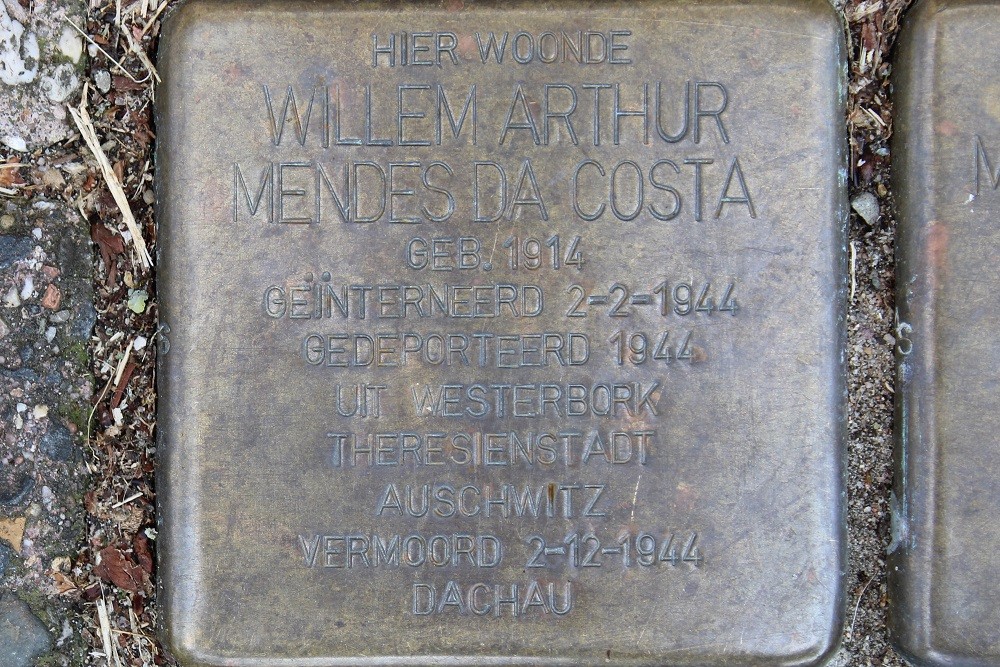 HIER WOONDE
WILLEM ARTHUR
MENDES DA COSTA
GEB. 1914
GEÏNTERNEERD 2-2-1944
GEDEPORTEERD 1944
UIT WESTERBORK
THERESIENSTADT
AUSCHWITZ
VERMOORD 2-12-1944
DACHAU
M